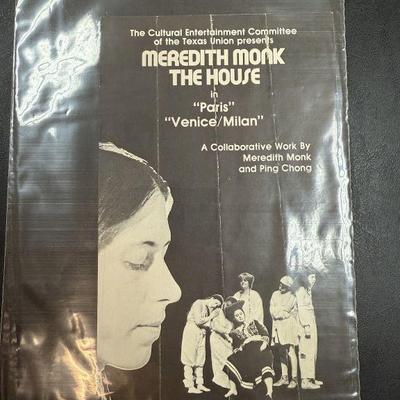 The Cultural Entertainment Committee
of the Texas Union presents
MEREDITH MONK
THE HOUSE
in
“Paris”
“Venice/Milan”
A Collaborative Work By
Meredith Monk
and Ping Chong